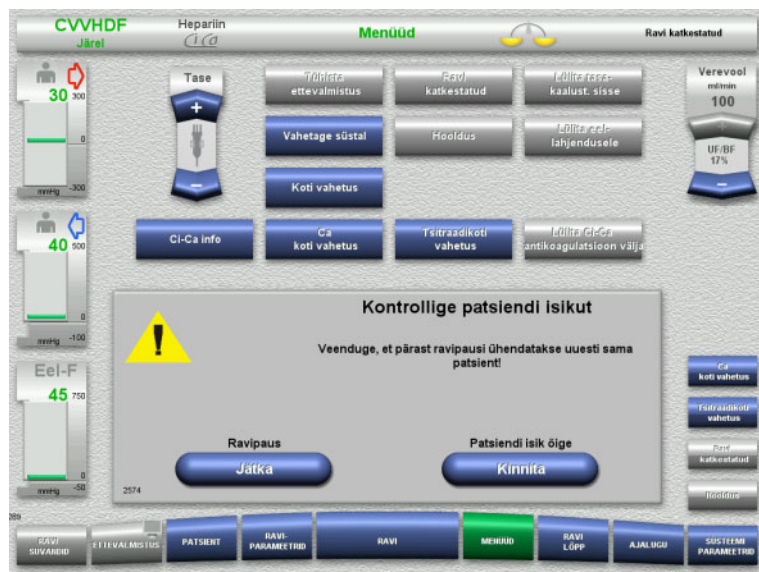 CVVHDF
Järel
Hepariin
Ci Ca
Menüüd
Ravi katkestatud
30
300
0
mmHg
-300
40
500
0
mmHg
-100
Eel-F
45
750
0
mmHg
-50
Tase
+
−
Tühista
ettevalmistus
Ravi
katkestatud
Lülita tase-
kaalust. sisse
Vahetage süstal
Hooldus
Lülita eel-
lahjendusele
Koti vahetus
Ci-Ca info
Ca
koti vahetus
Tsitraadikoti
vahetus
Lülita Ci-Ca
antikoagulatsioon välja
Verevool
ml/min
100
+
UF/BF
17%
−
Kontrollige patsiendi isikut
Veenduge, et pärast ravipausi ühendatakse uuesti sama
patsient!
Ravipaus
Jätka
Patsiendi isik õige
Kinnita
2574
Ca
koti vahetus
Tsitraadikoti
vahetus
Ravi
katkestatud
Hooldus
RAVI
SUVANDID
ETTEVALMISTUS
PATSIENT
RAVI-
PARAMEETRID
RAVI
MENÜÜD
RAVI
LÕPP
AJALUGU
SÜSTEEMI
PARAMEETRID